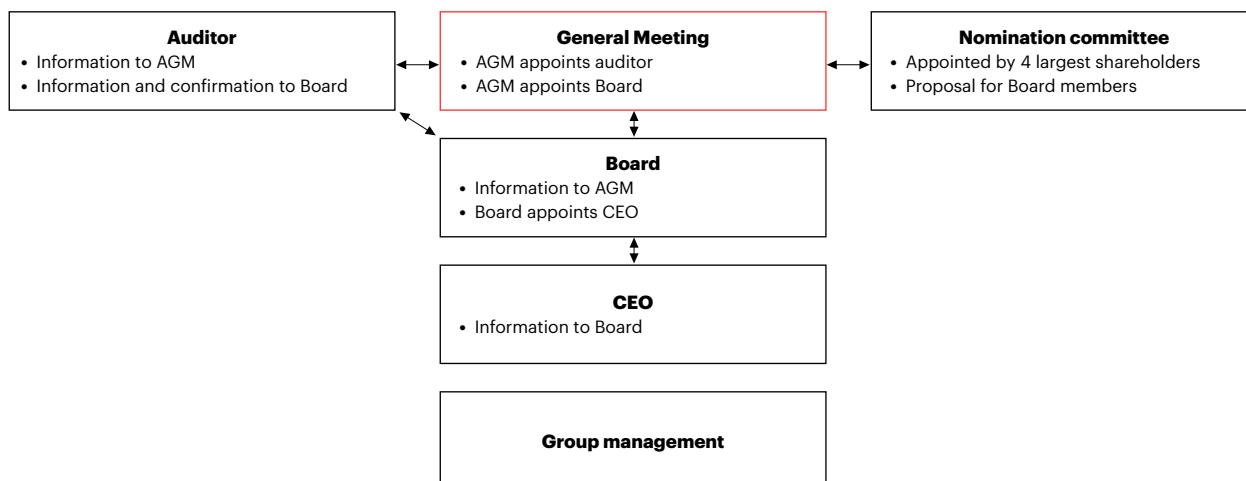 Auditor
• Information to AGM
• Information and confirmation to Board
General Meeting
• AGM appoints auditor
• AGM appoints Board
Nomination committee
• Appointed by 4 largest shareholders
• Proposal for Board members
Board
• Information to AGM
• Board appoints CEO
CEO
• Information to Board
Group management